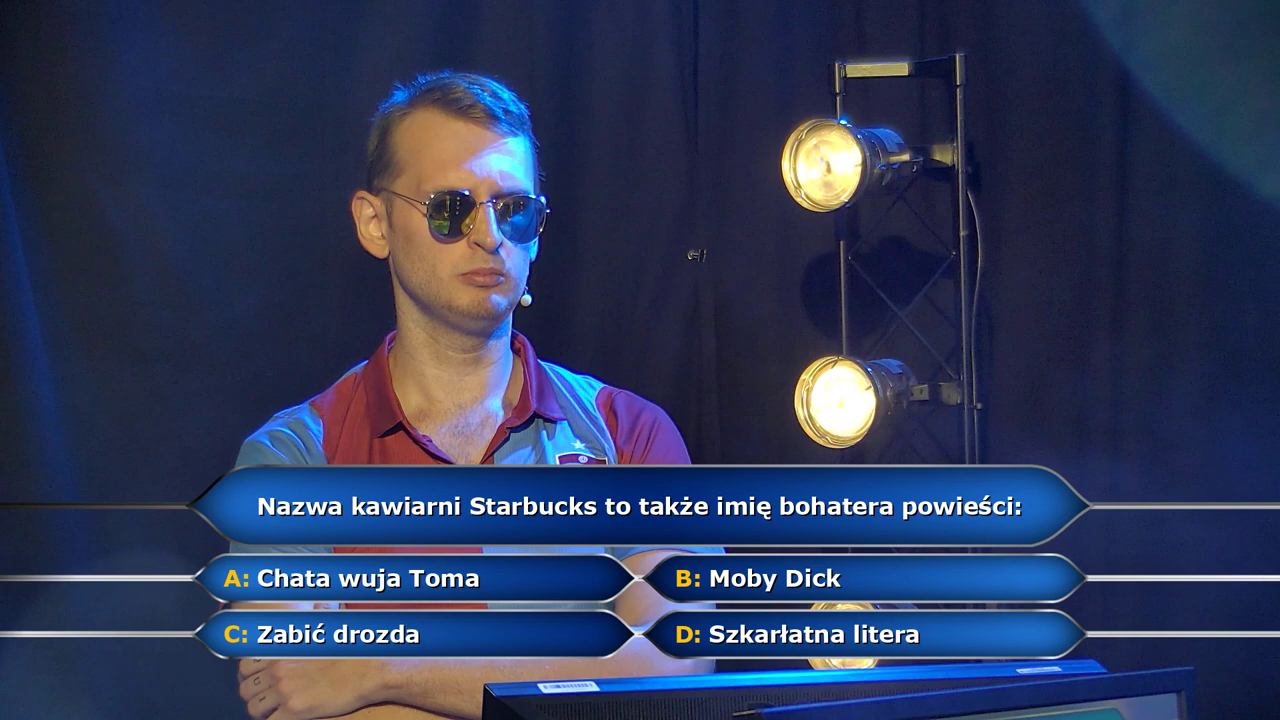 Nazwa kawiarni Starbucks to także imię bohatera powieści:
A: Chata wuja Toma
B: Moby Dick
C: Zabić drozda
D: Szkarłatna litera